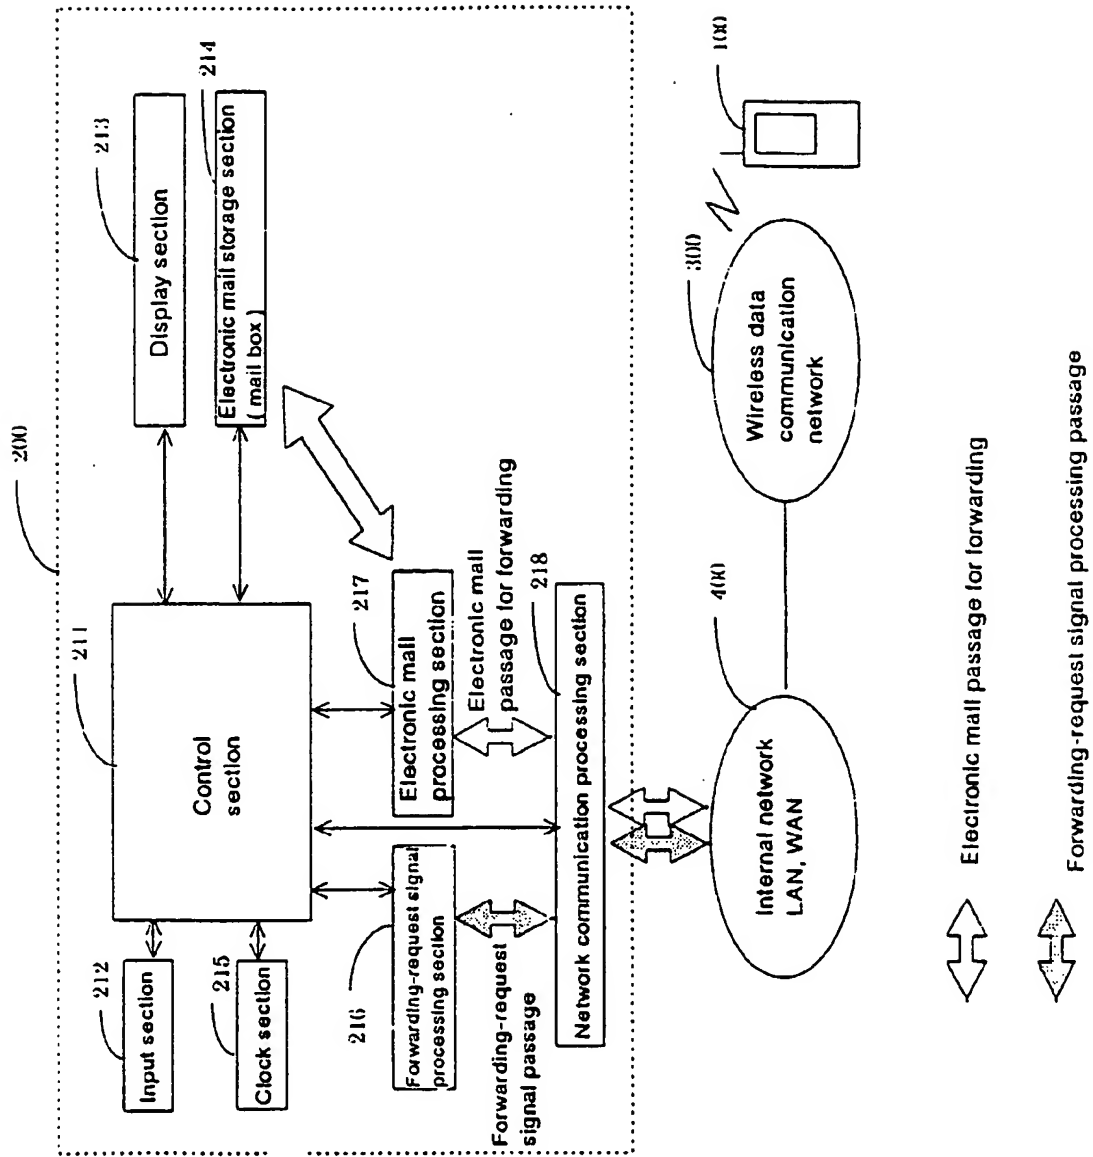 200
213
Display section
214
Electronic mail storage section
( mail box )
211
Control
section
212
Input section
215
Clock section
217
Electronic mail
processing section
216
Forwarding-request signal
processing section
Electronic mail
passage for forwarding
Forwarding-request
signal passage
218
Network communication processing section
400
Internal network
LAN, WAN
300
Wireless data
communication
network
100
Electronic mail passage for forwarding
Forwarding-request signal processing passage